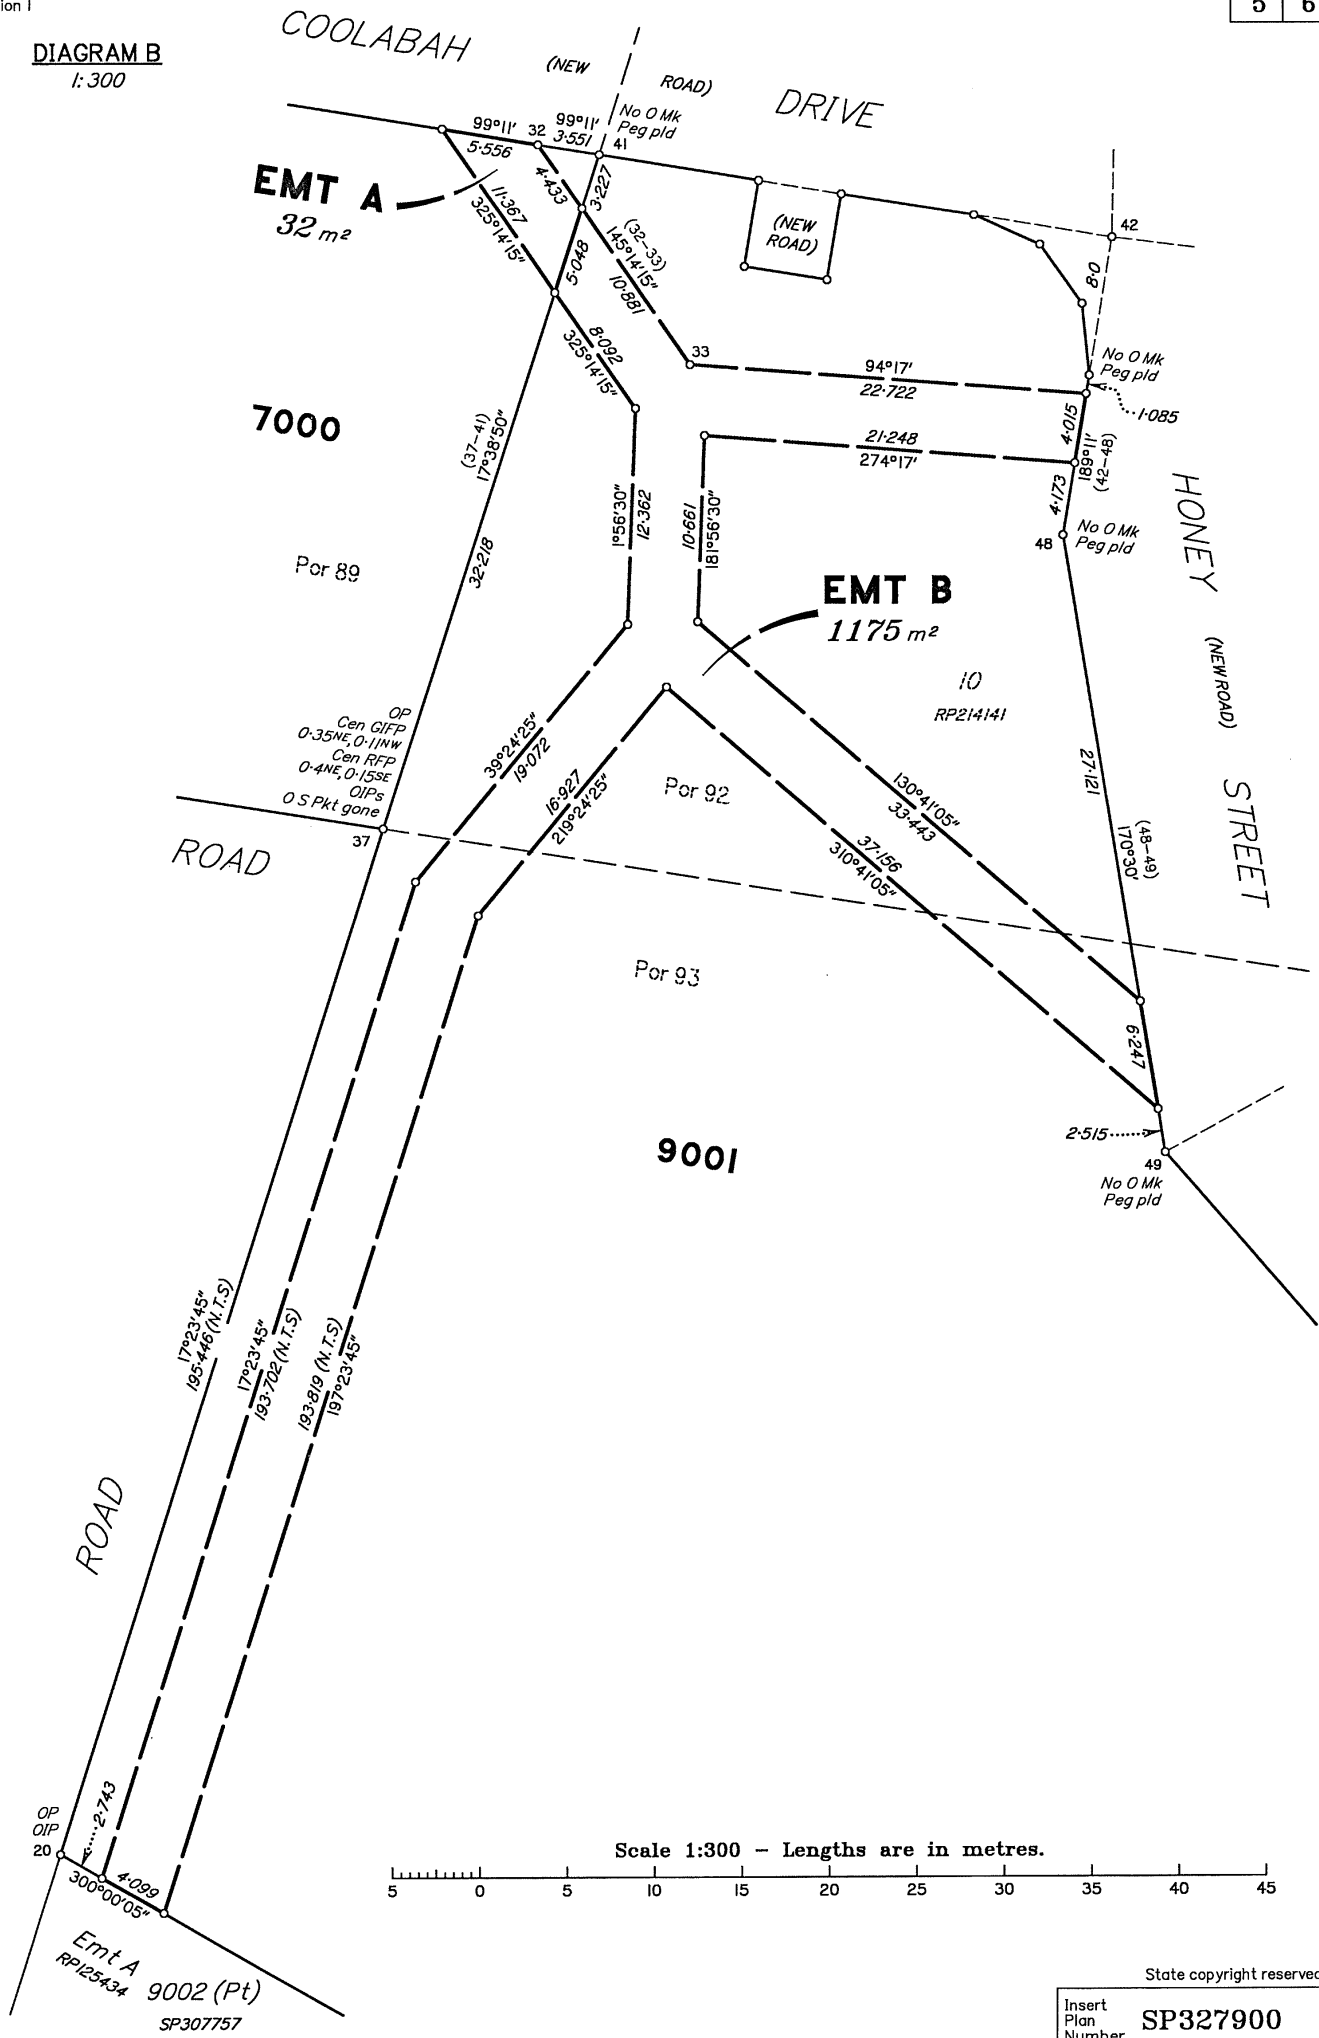 ion 1
5 6
DIAGRAM B
1:300
COOLABAH
(NEW
ROAD)
DRIVE
No O Mk
Peg pld
99°11'
5·556
32
99°11'
3·551
41
EMT A
32 m²
11·367
325°14'15"
4·433
3·227
5·048
(32–33)
145°14'15"
10·881
(NEW
ROAD)
42
8·0
8·092
325°14'15"
33
94°17'
22·722
No O Mk
Peg pld
1·085
7000
(37–41)
17°38'50"
32·218
21·248
274°17'
4·015
189°11'
(42–48)
4·173
48
No O Mk
Peg pld
HONEY
(NEW ROAD)
STREET
1°56'30"
12·362
10·661
181°56'30"
Por 89
EMT B
1175 m²
10
RP214141
OP
Cen GIFP
0·35NE,0·11NW
Cen RFP
0·4NE,0·15SE
OIPs
O S Pkt gone
37
39°24'25"
19·072
16·927
219°24'25"
Por 92
130°41'05"
33·443
37·156
310°41'05"
27·121
(48–49)
170°30'
ROAD
Por 93
6·247
2·515
49
No O Mk
Peg pld
9001
17°23'45"
195·446 (N.T.S)
17°23'45"
193·702 (N.T.S)
193·819 (N.T.S)
197°23'45"
ROAD
2·743
OP
OIP
20
4·099
300°00'05"
Scale 1:300 – Lengths are in metres.
5 0 5 10 15 20 25 30 35 40 45
Emt A
RP125434
9002 (Pt)
SP307757
State copyright reserved
Insert
Plan
Number
SP327900